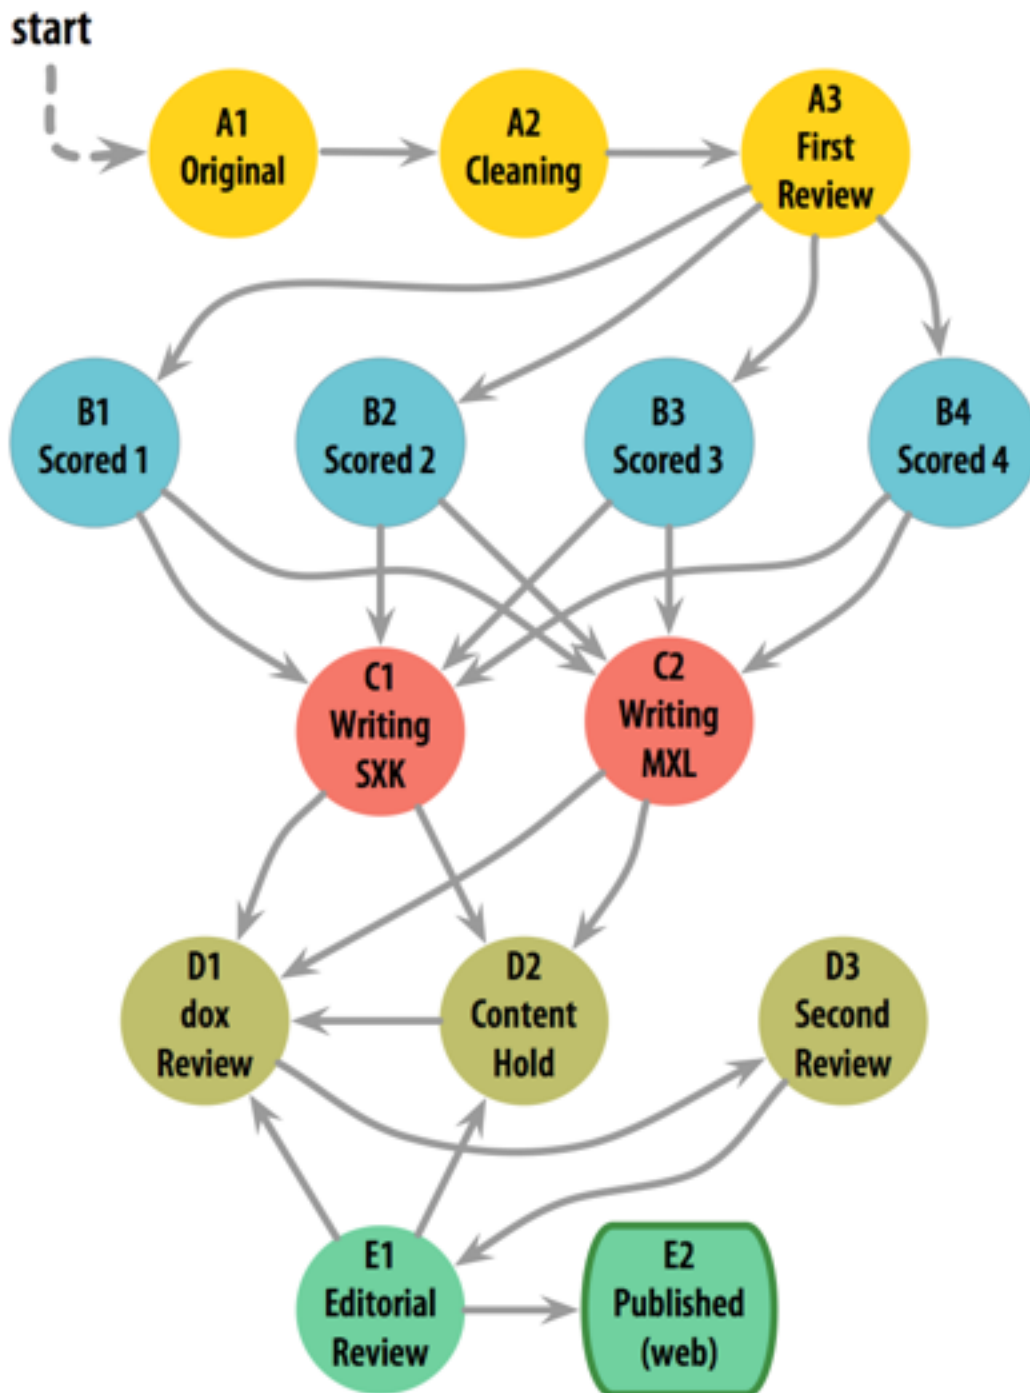 start
A1
Original
A2
Cleaning
A3
First
Review
B1
Scored 1
B2
Scored 2
B3
Scored 3
B4
Scored 4
C1
Writing
SXK
C2
Writing
MXL
D1
dox
Review
D2
Content
Hold
D3
Second
Review
E1
Editorial
Review
E2
Published
(web)